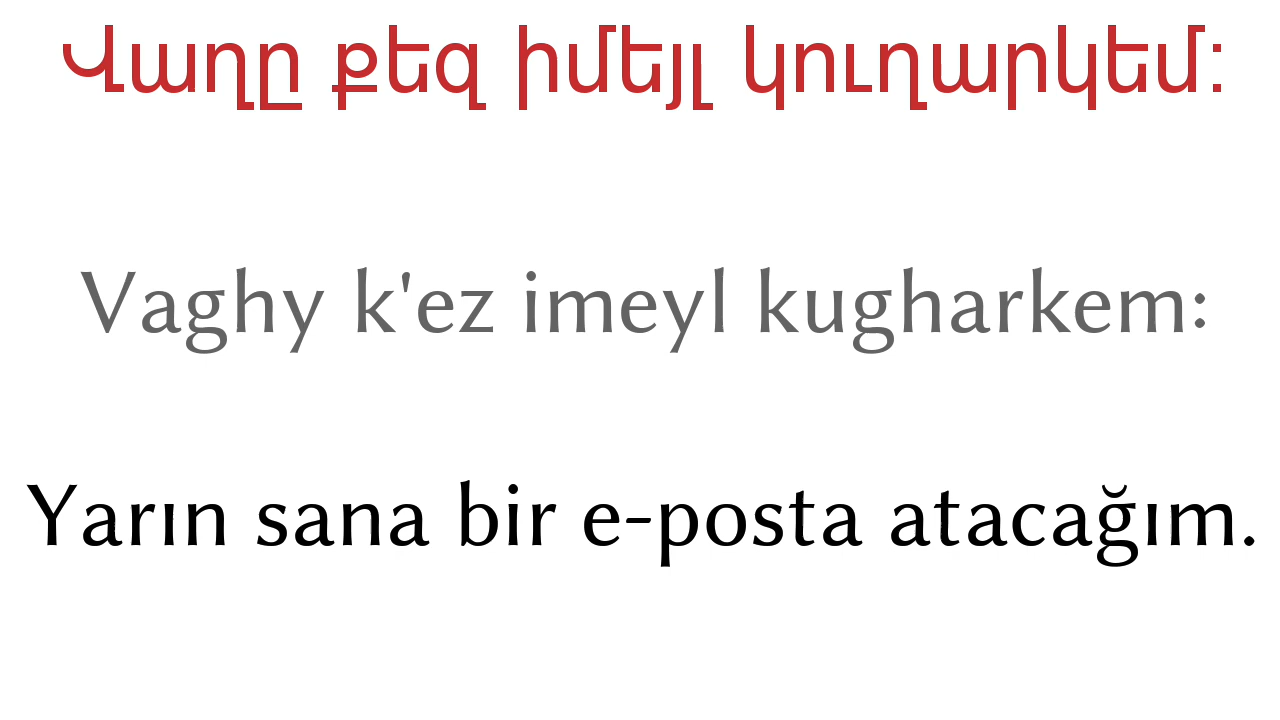 Վաղը քեզ իմեյլ կուղարկեմ:
Vaghy k'ez imeyl kugharkem:
Yarın sana bir e-posta atacağım.